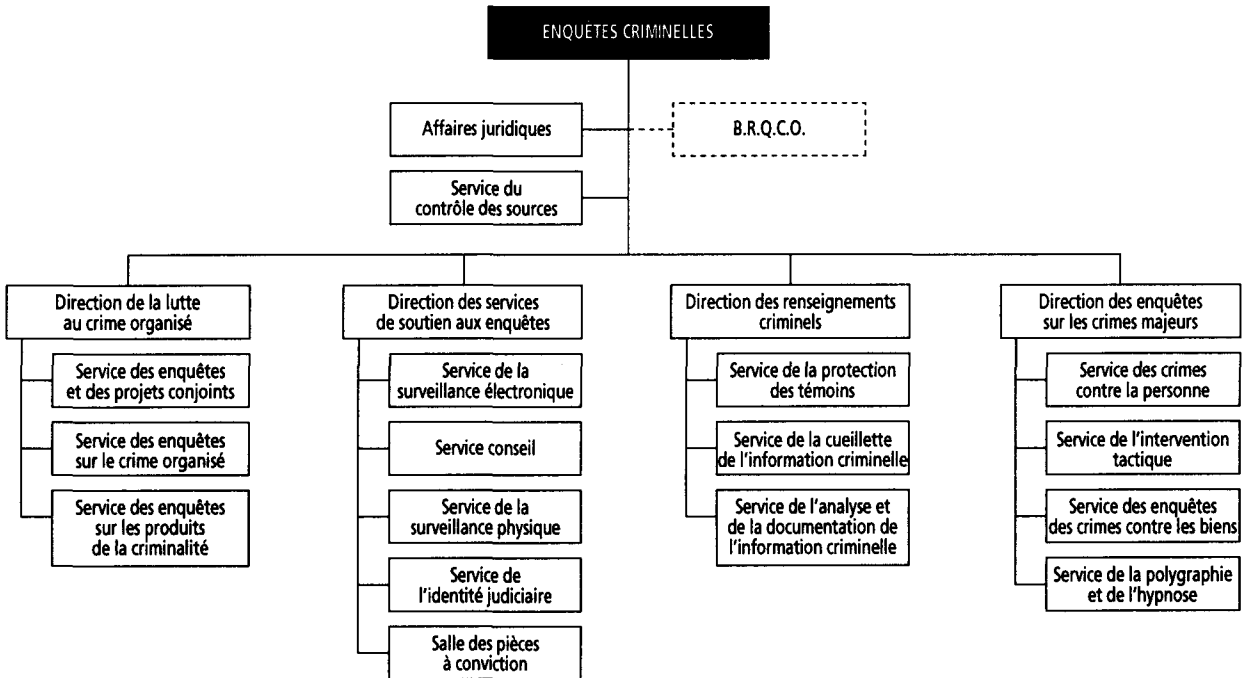 ENQUÊTES CRIMINELLES
Affaires juridiques
B.R.Q.C.O.
Service du
contrôle des sources
Direction de la lutte
au crime organisé
Service des enquêtes
et des projets conjoints
Service des enquêtes
sur le crime organisé
Service des enquêtes
sur les produits
de la criminalité
Direction des services
de soutien aux enquêtes
Service de la
surveillance électronique
Service conseil
Service de la
surveillance physique
Service de
l'identité judiciaire
Salle des pièces
à conviction
Direction des renseignements
criminels
Service de la protection
des témoins
Service de la cueillette
de l'information criminelle
Service de l'analyse et
de la documentation de
l'information criminelle
Direction des enquêtes
sur les crimes majeurs
Service des crimes
contre la personne
Service de l'intervention
tactique
Service des enquêtes
des crimes contre les biens
Service de la polygraphie
et de l'hypnose